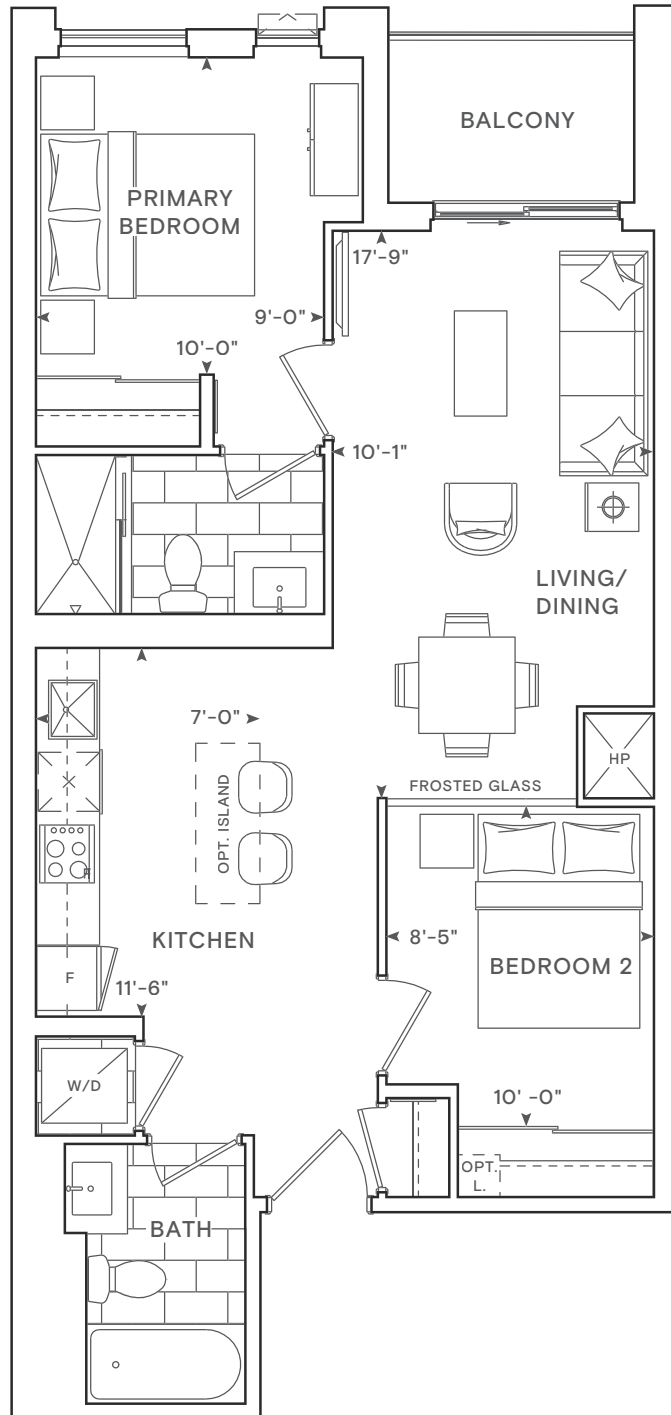 BALCONY
PRIMARY
BEDROOM
17'-9"
9'-0"
10'-0"
10'-1"
LIVING/
DINING
7'-0"
HP
FROSTED GLASS
OPT. ISLAND
KITCHEN
8'-5"
BEDROOM 2
F
11'-6"
W/D
10' -0"
OPT.
L.
BATH